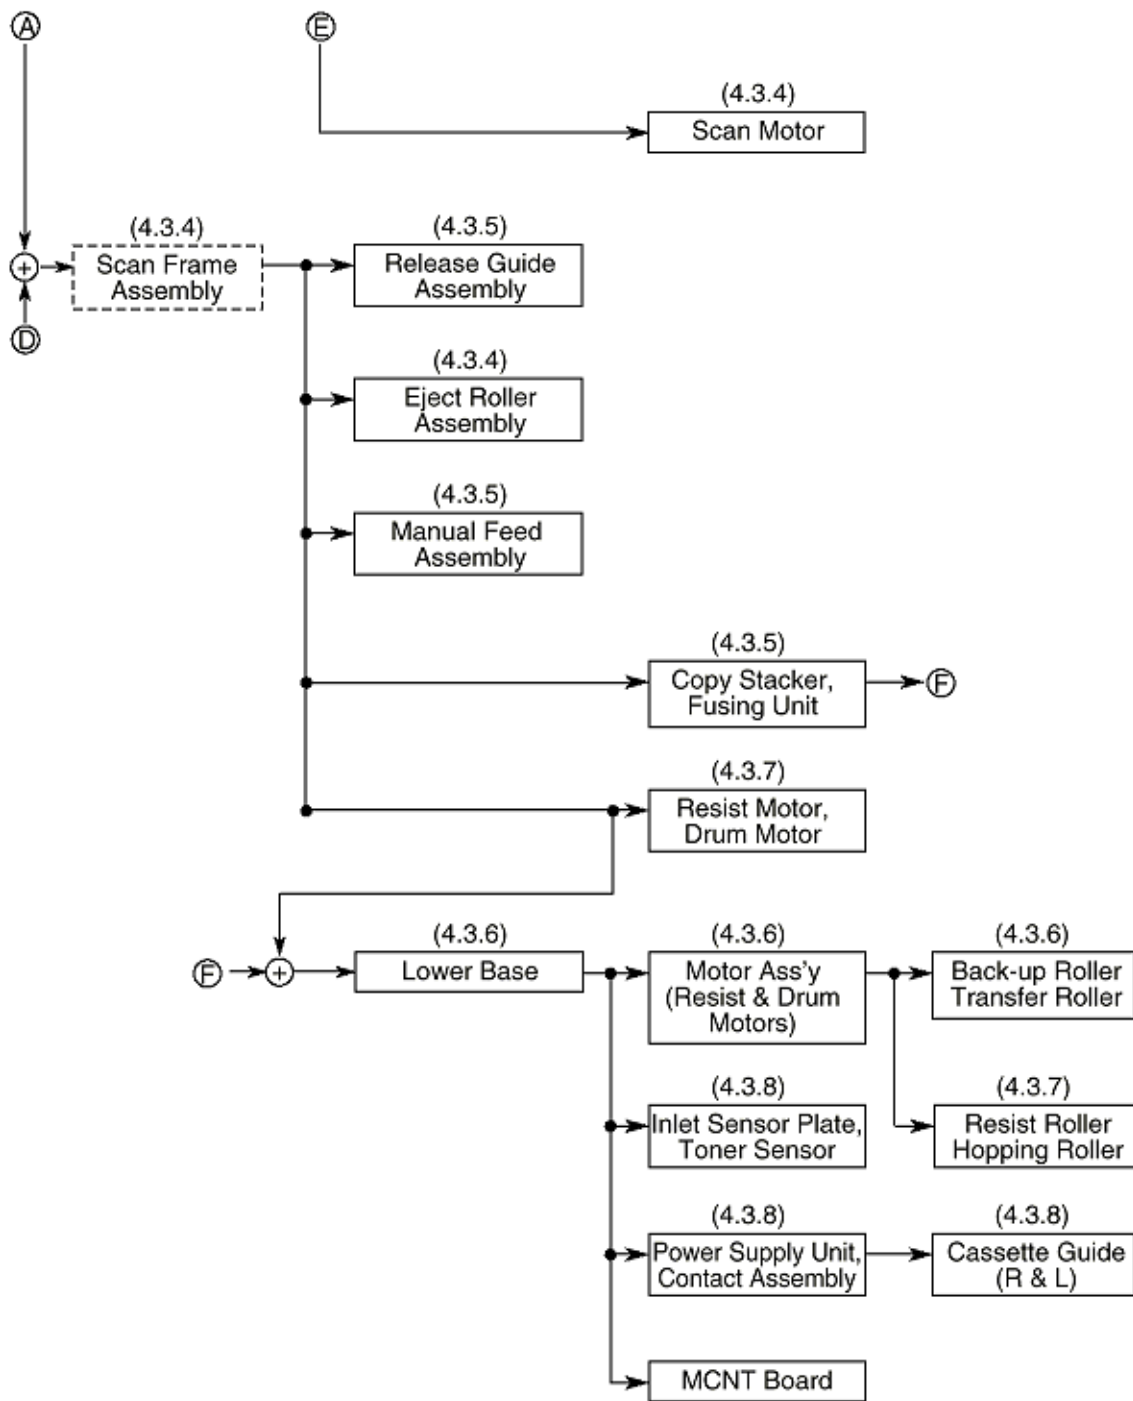 A
E
(4.3.4)
Scan Motor
(4.3.4)
Scan Frame
Assembly
(4.3.5)
Release Guide
Assembly
+
D
(4.3.4)
Eject Roller
Assembly
(4.3.5)
Manual Feed
Assembly
(4.3.5)
Copy Stacker,
Fusing Unit
F
(4.3.7)
Resist Motor,
Drum Motor
F
+
(4.3.6)
Lower Base
(4.3.6)
Motor Ass'y
(Resist & Drum
Motors)
(4.3.6)
Back-up Roller
Transfer Roller
(4.3.8)
Inlet Sensor Plate,
Toner Sensor
(4.3.7)
Resist Roller
Hopping Roller
(4.3.8)
Power Supply Unit,
Contact Assembly
(4.3.8)
Cassette Guide
(R & L)
MCNT Board